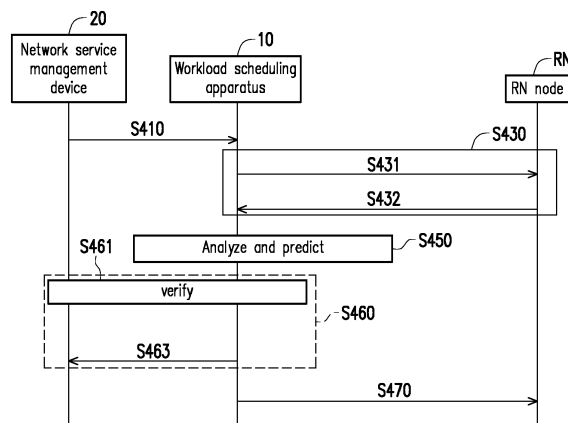 20
Network service
management
device
10
Workload scheduling
apparatus
RN
RN node
S410
S430
S431
S432
Analyze and predict
S450
S461
verify
S460
S463
S470